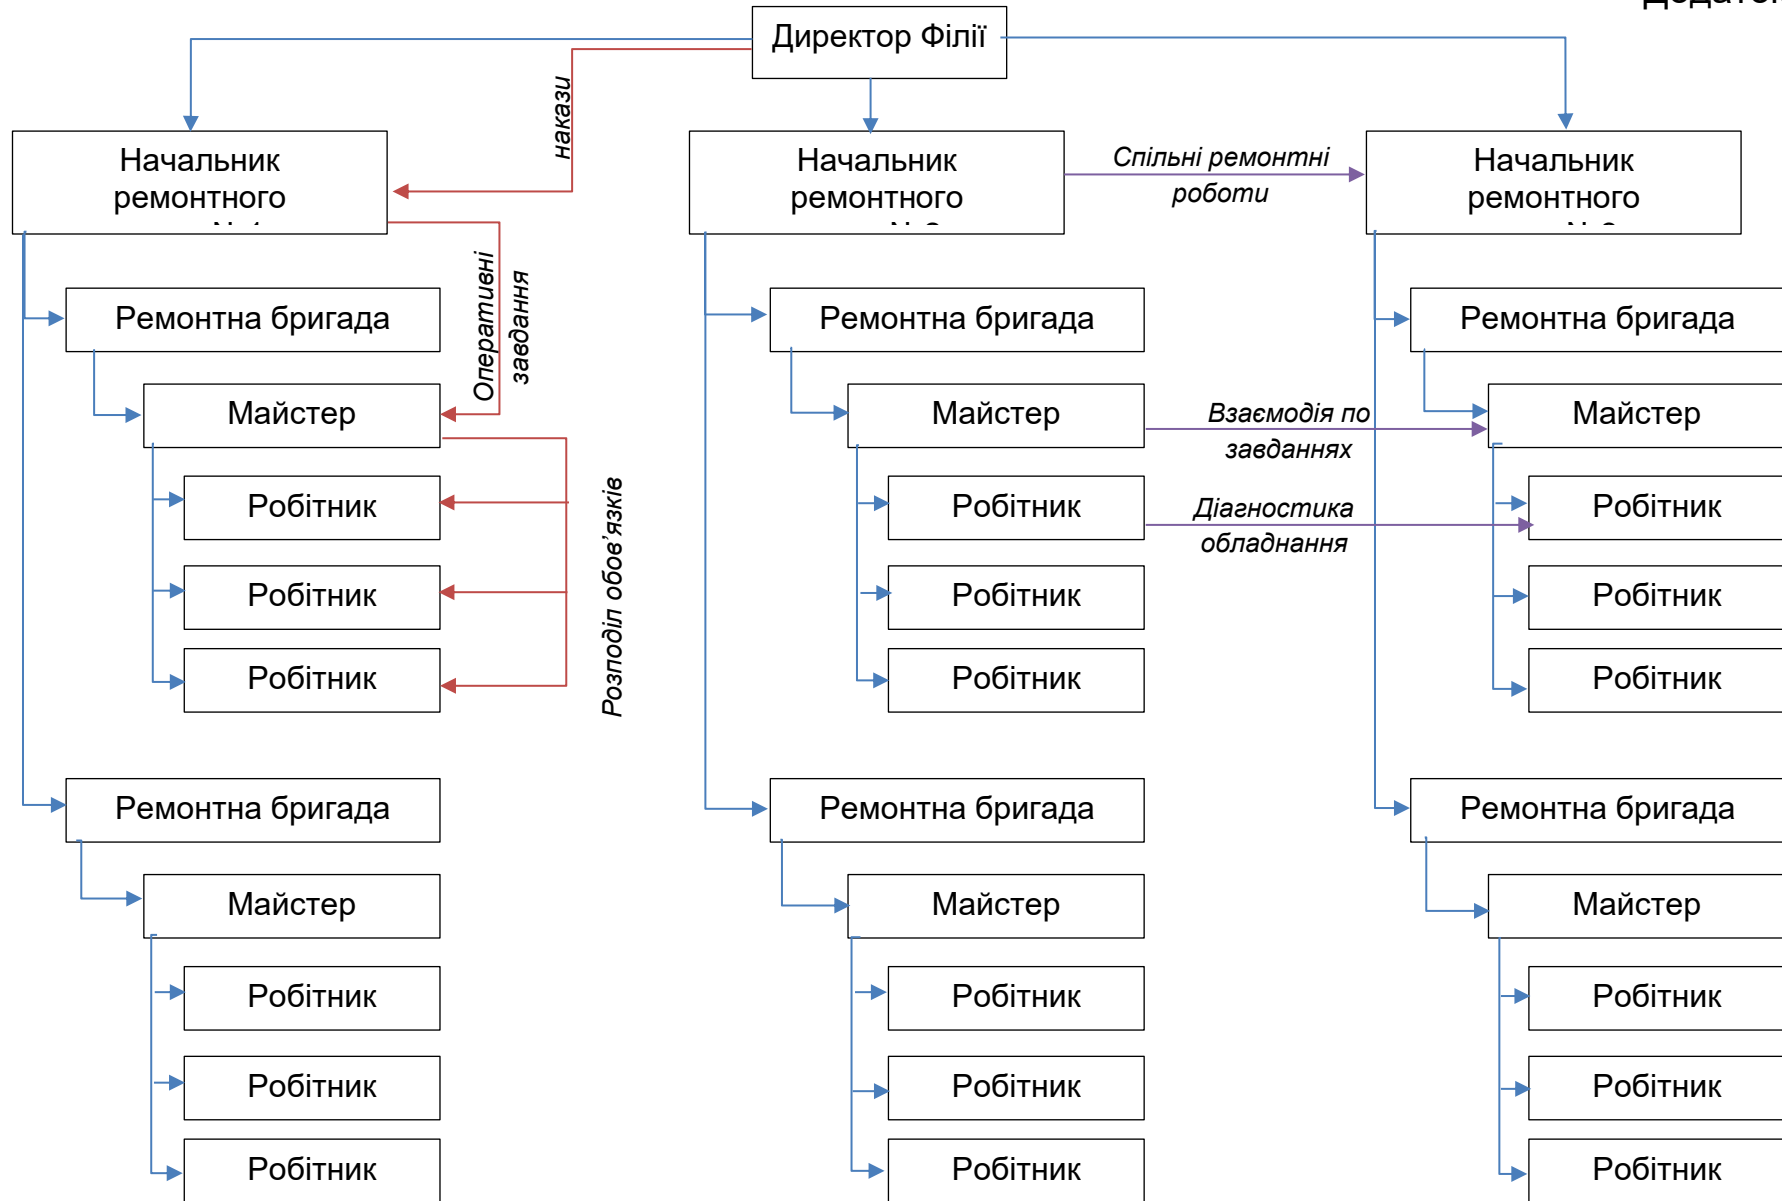 Директор Філії
накази
Начальник
ремонтного
Начальник
ремонтного
Спільні ремонтні
роботи
Начальник
ремонтного
Оперативні
завдання
Ремонтна бригада
Ремонтна бригада
Ремонтна бригада
Майстер
Майстер
Взаємодія по
завданнях
Майстер
Робітник
Робітник
Діагностика
обладнання
Робітник
Розподіл обов’язків
Робітник
Робітник
Робітник
Робітник
Робітник
Робітник
Ремонтна бригада
Ремонтна бригада
Ремонтна бригада
Майстер
Майстер
Майстер
Робітник
Робітник
Робітник
Робітник
Робітник
Робітник
Робітник
Робітник
Робітник